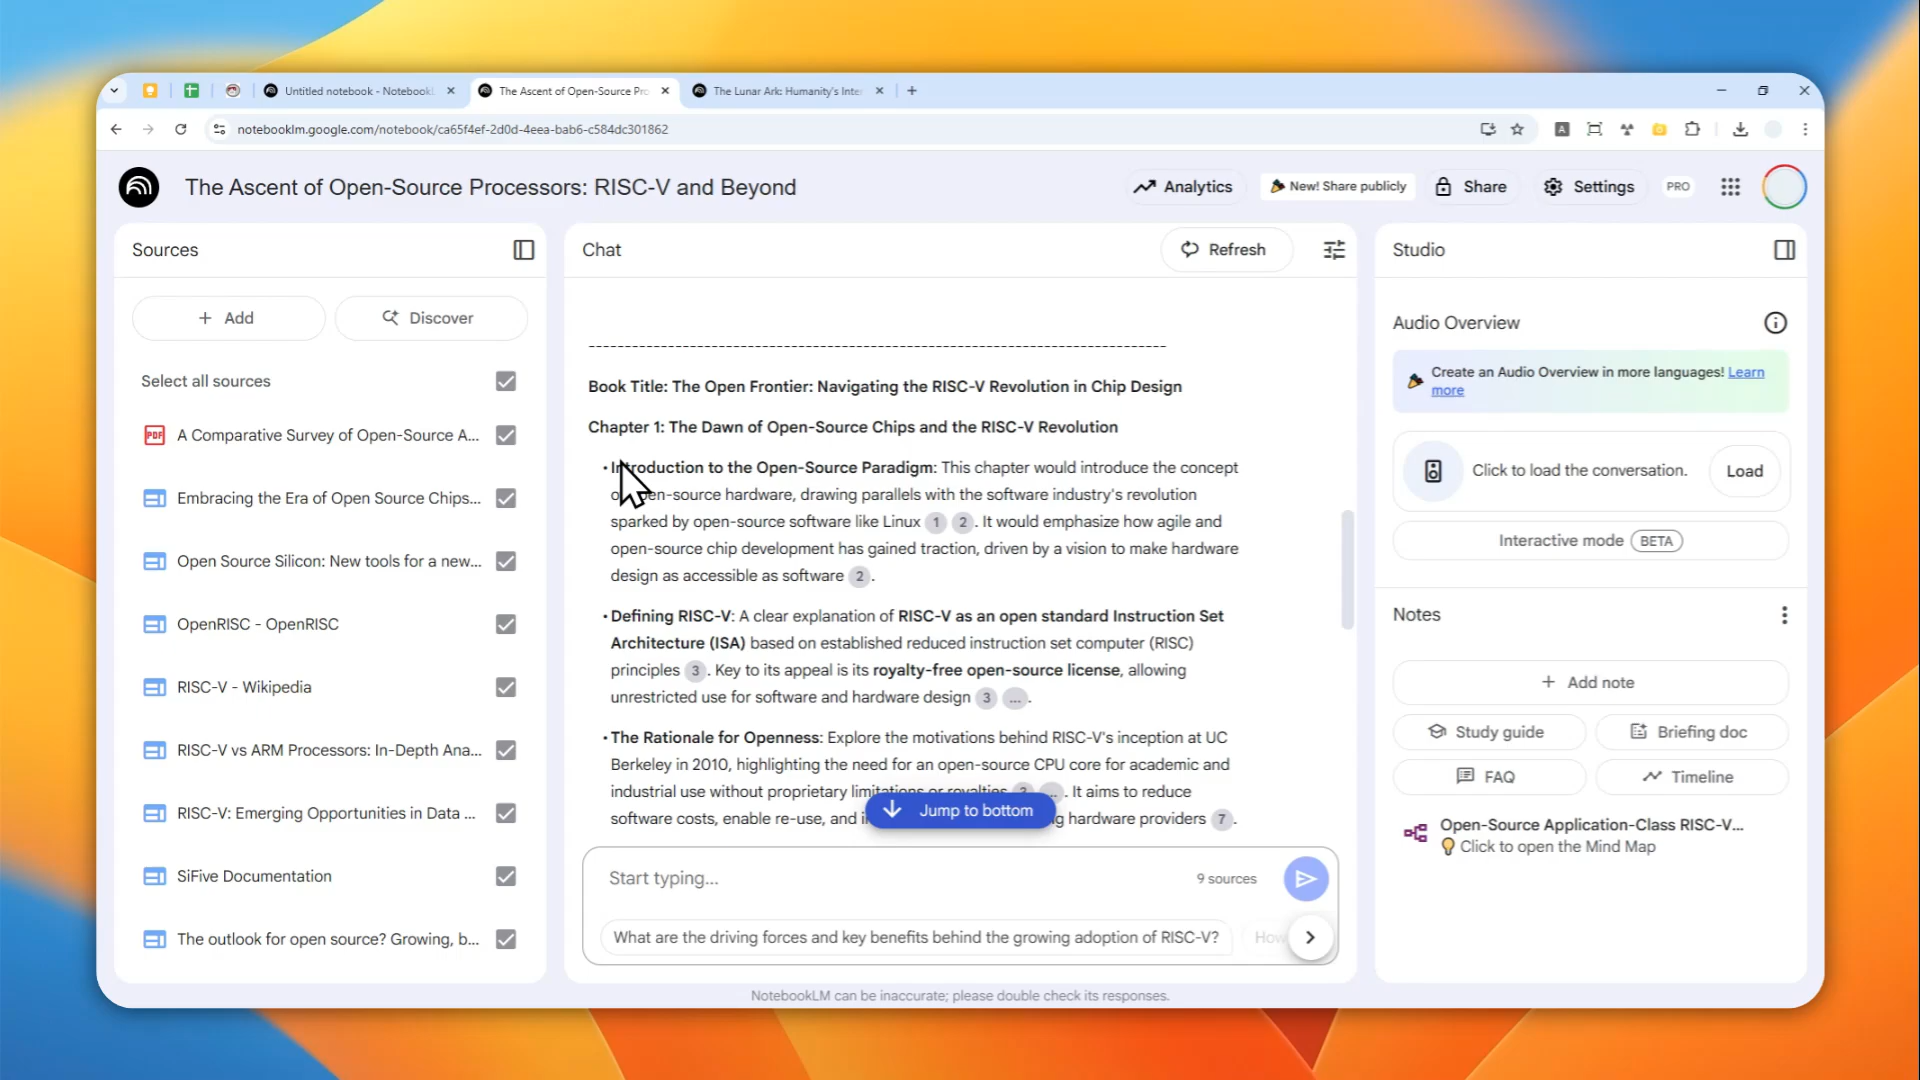 Untitled notebook - Notebook
The Ascent of Open-Source Pro
The Lunar Ark: Humanity's Inte
notebooklm.google.com/notebook/ca65f4ef-2d0d-4eea-bab6-c584dc301862
The Ascent of Open-Source Processors: RISC-V and Beyond
Analytics
New! Share publicly
Share
Settings
PRO
Sources
Add
Discover
Select all sources
PDF
A Comparative Survey of Open-Source A...
Embracing the Era of Open Source Chips...
Open Source Silicon: New tools for a new...
OpenRISC - OpenRISC
RISC-V - Wikipedia
RISC-V vs ARM Processors: In-Depth Ana...
RISC-V: Emerging Opportunities in Data ...
SiFive Documentation
The outlook for open source? Growing, b...
Chat
Refresh
--------------------------------------------------------------------------------
Book Title: The Open Frontier: Navigating the RISC-V Revolution in Chip Design
Chapter 1: The Dawn of Open-Source Chips and the RISC-V Revolution
• Introduction to the Open-Source Paradigm: This chapter would introduce the concept
open-source hardware, drawing parallels with the software industry's revolution
sparked by open-source software like Linux 1 2 . It would emphasize how agile and
open-source chip development has gained traction, driven by a vision to make hardware
design as accessible as software 2 .
• Defining RISC-V: A clear explanation of RISC-V as an open standard Instruction Set
Architecture (ISA) based on established reduced instruction set computer (RISC)
principles 3 . Key to its appeal is its royalty-free open-source license, allowing
unrestricted use for software and hardware design 3 ... .
• The Rationale for Openness: Explore the motivations behind RISC-V's inception at UC
Berkeley in 2010, highlighting the need for an open-source CPU core for academic and
industrial use without proprietary limitations or royalties ... . It aims to reduce
software costs, enable re-use, and g hardware providers 7 .
Jump to bottom
Start typing...
9 sources
What are the driving forces and key benefits behind the growing adoption of RISC-V?
How
NotebookLM can be inaccurate; please double check its responses.
Studio
Audio Overview
Create an Audio Overview in more languages! Learn
more
Click to load the conversation.
Load
Interactive mode BETA
Notes
Add note
Study guide
Briefing doc
FAQ
Timeline
Open-Source Application-Class RISC-V...
Click to open the Mind Map